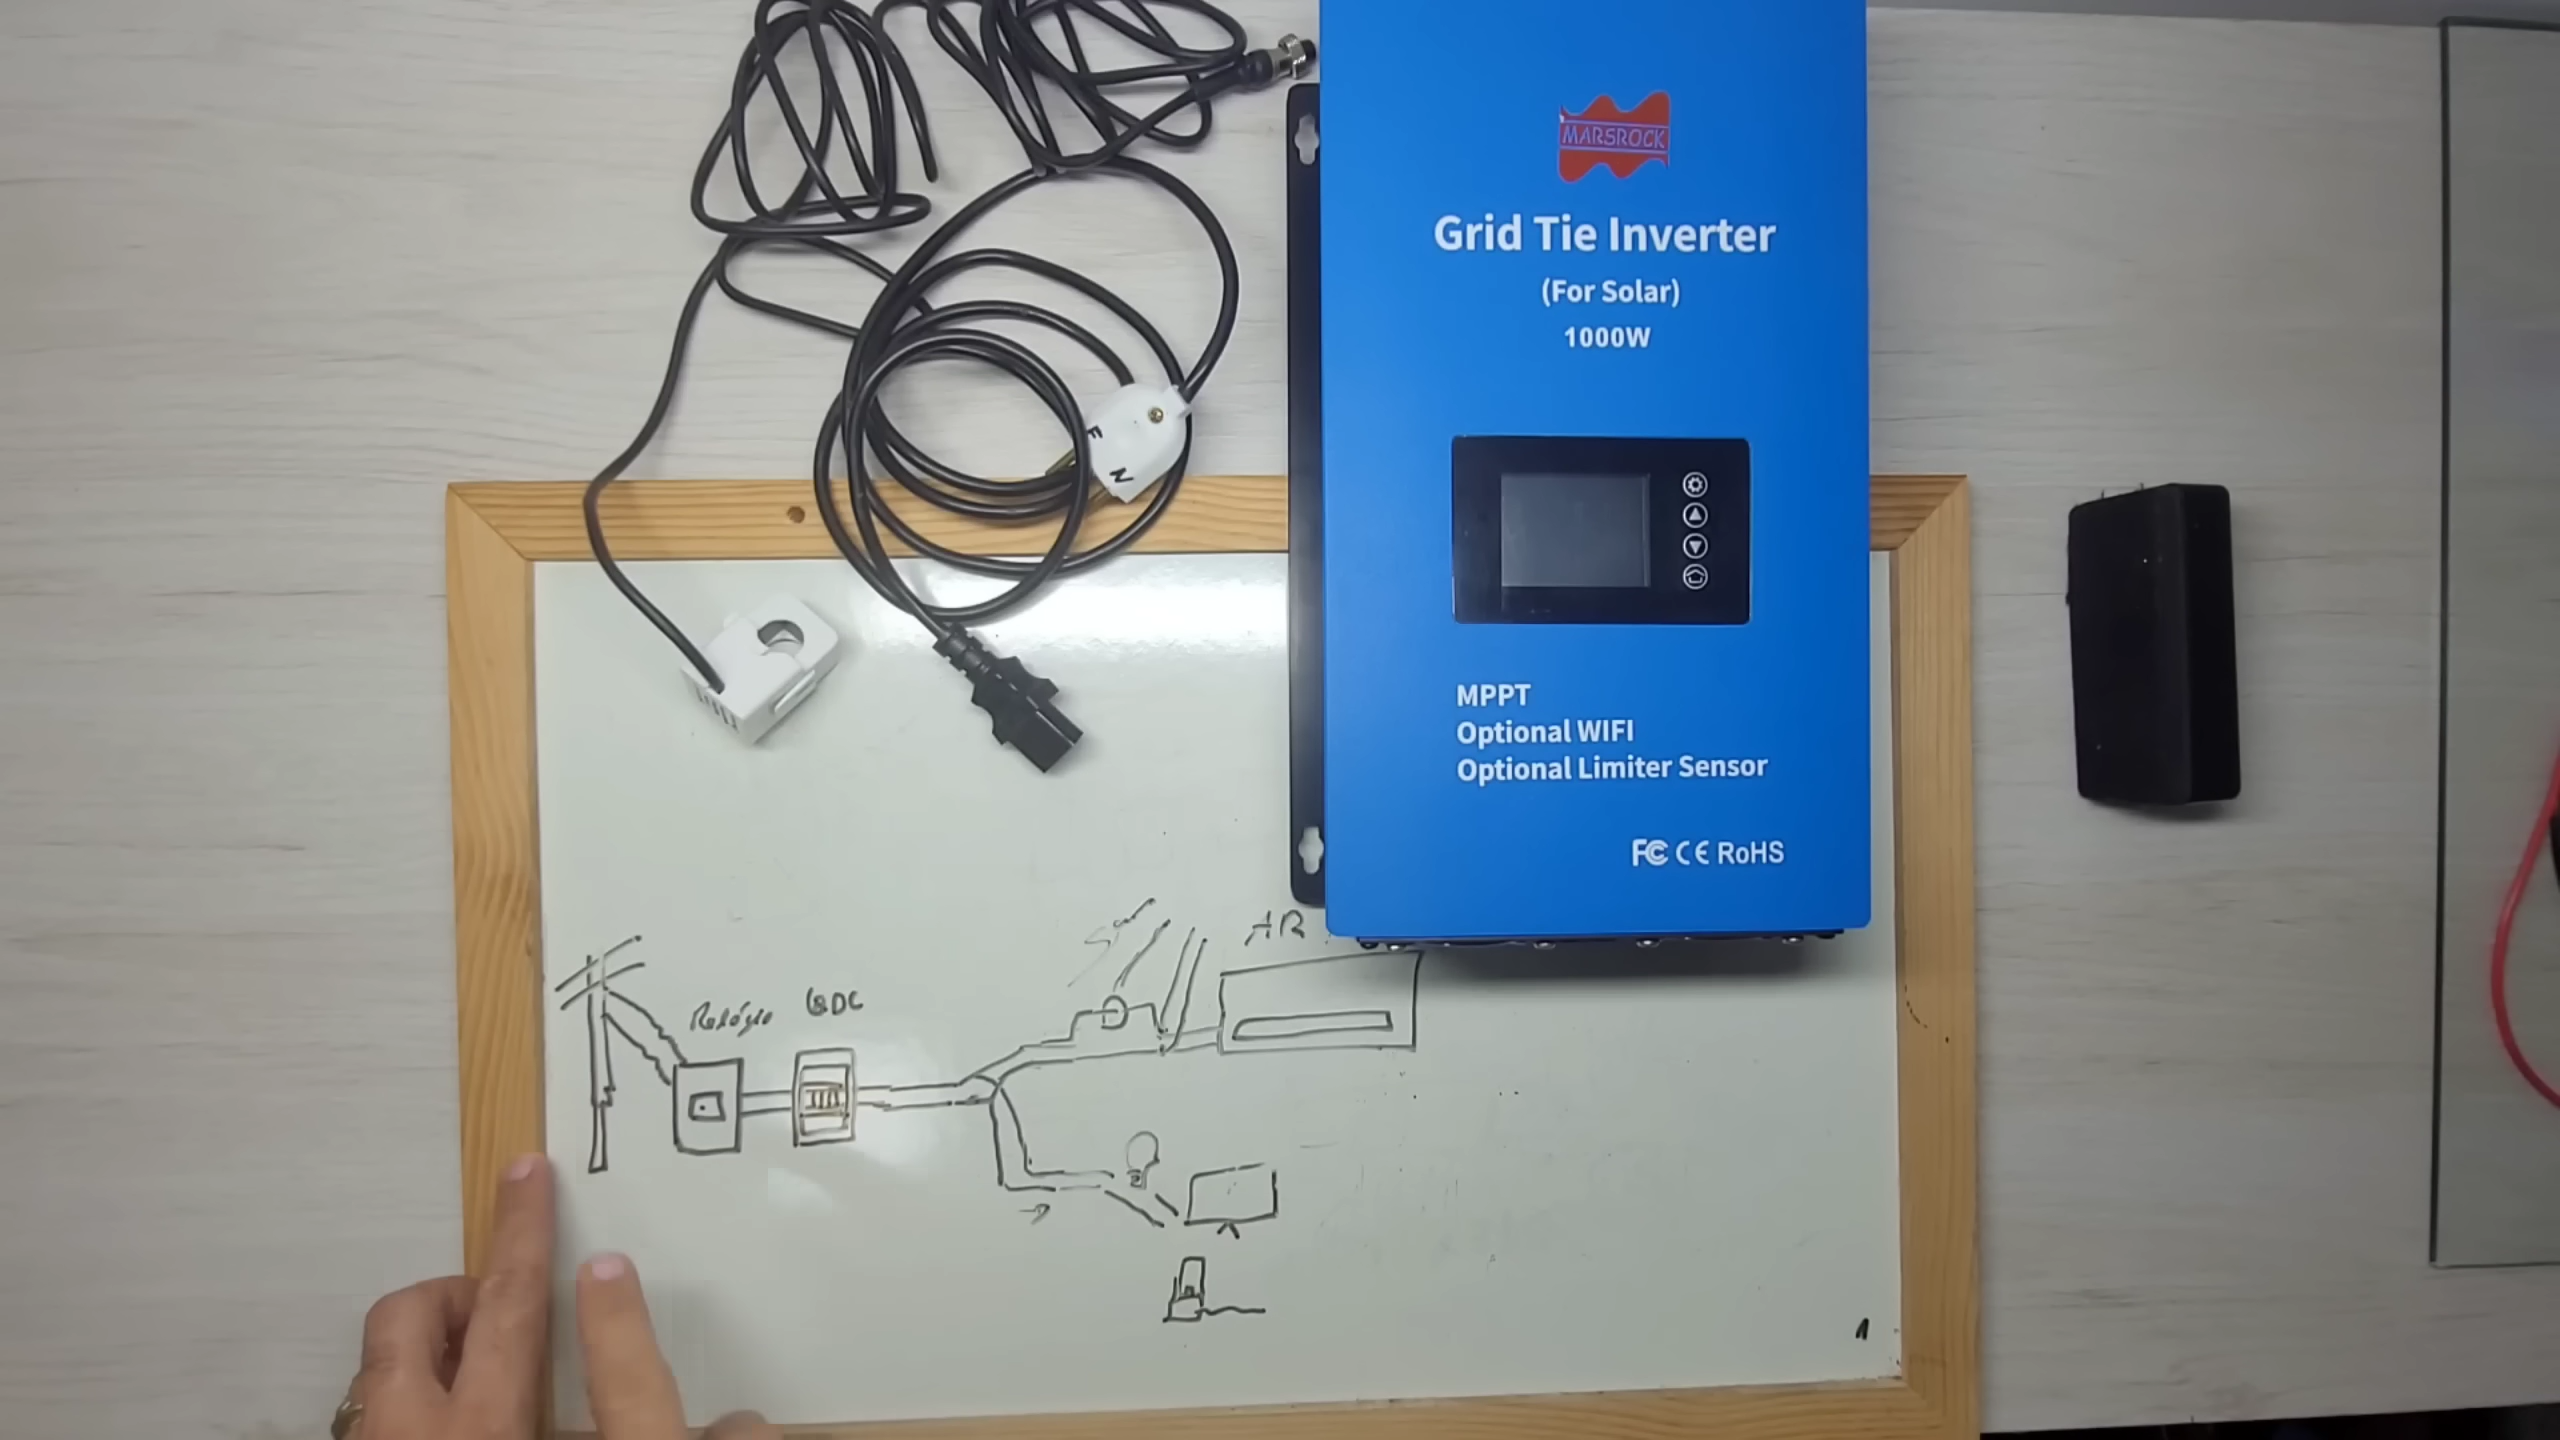 MARSROCK
Grid Tie Inverter
(For Solar)
1000W
F
N
MPPT
Optional WIFI
Optional Limiter Sensor
FC CE RoHS
AR
Relógio
QDC